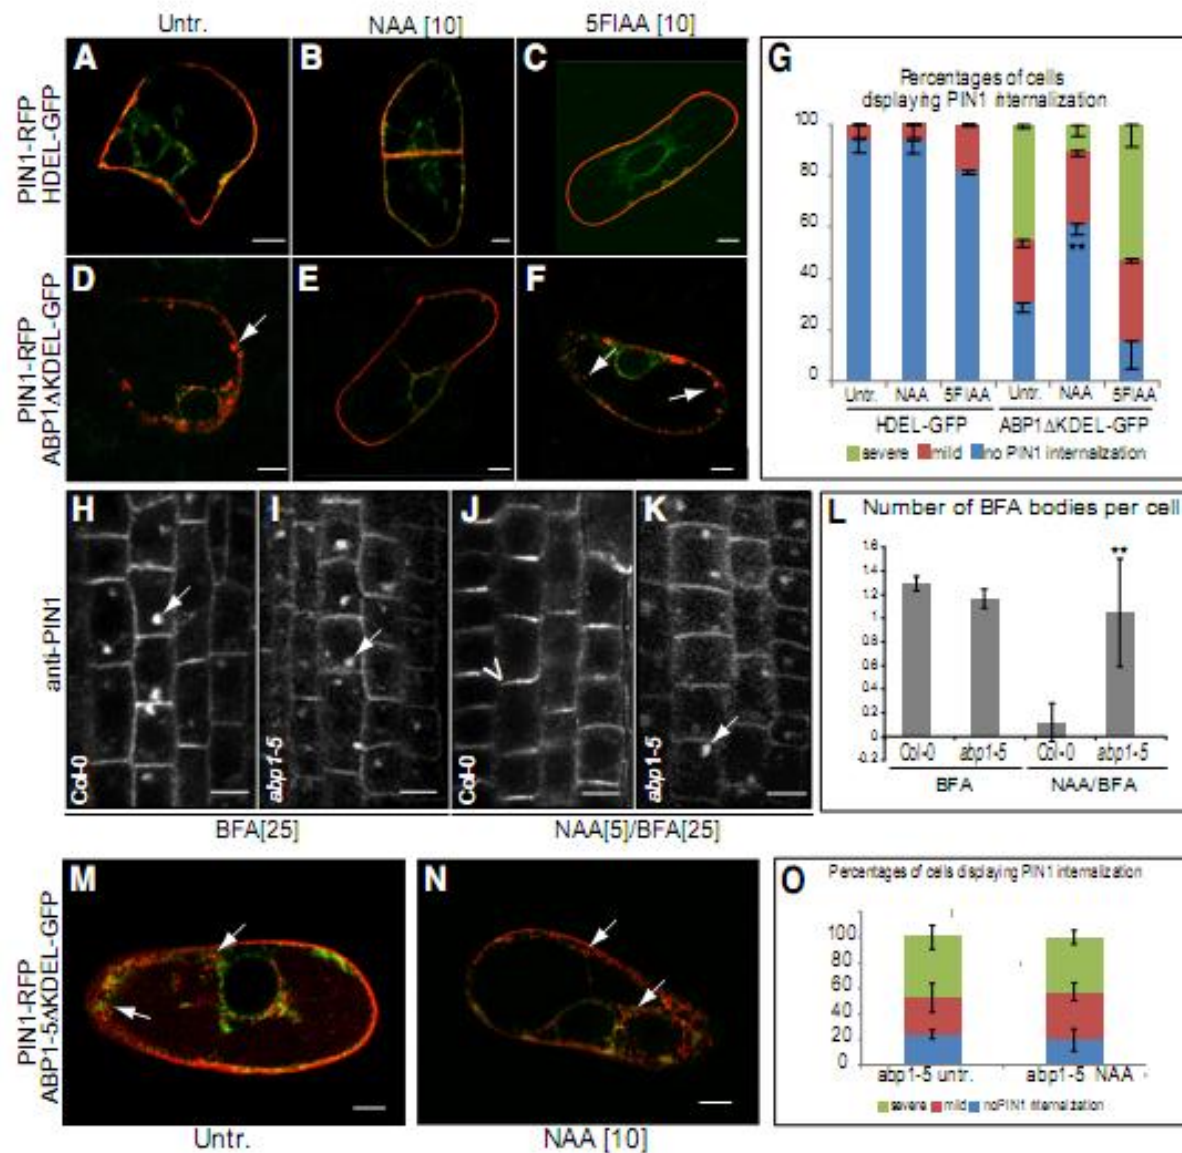 Untr. NAA [10] 5FIAA [10]
PIN1-RFP
HDEL-GFP
A B C
PIN1-RFP
ABP1ΔKDEL-GFP
D E F
G
Percentages of cells
displaying PIN1 internalization
100
80
60
40
20
0
Untr. NAA 5FIAA Untr. NAA 5FIAA
**
HDEL-GFP ABP1ΔKDEL-GFP
severe mild no PIN1 internalization
anti-PIN1
H I J K
Col-0 abp1-5 Col-0 abp1-5
BFA[25] NAA[5]/BFA[25]
L Number of BFA bodies per cell
1.6
1.4
1.2
1
0.8
0.6
0.4
0.2
0
-0.2
**
Col-0 abp1-5 Col-0 abp1-5
BFA NAA/BFA
PIN1-RFP
ABP1-5ΔKDEL-GFP
M N
Untr. NAA [10]
O Percentages of cells displaying PIN1 internalization
100
80
60
40
20
0
abp1-5 untr. abp1-5 NAA
severe mild noPIN1 internalization